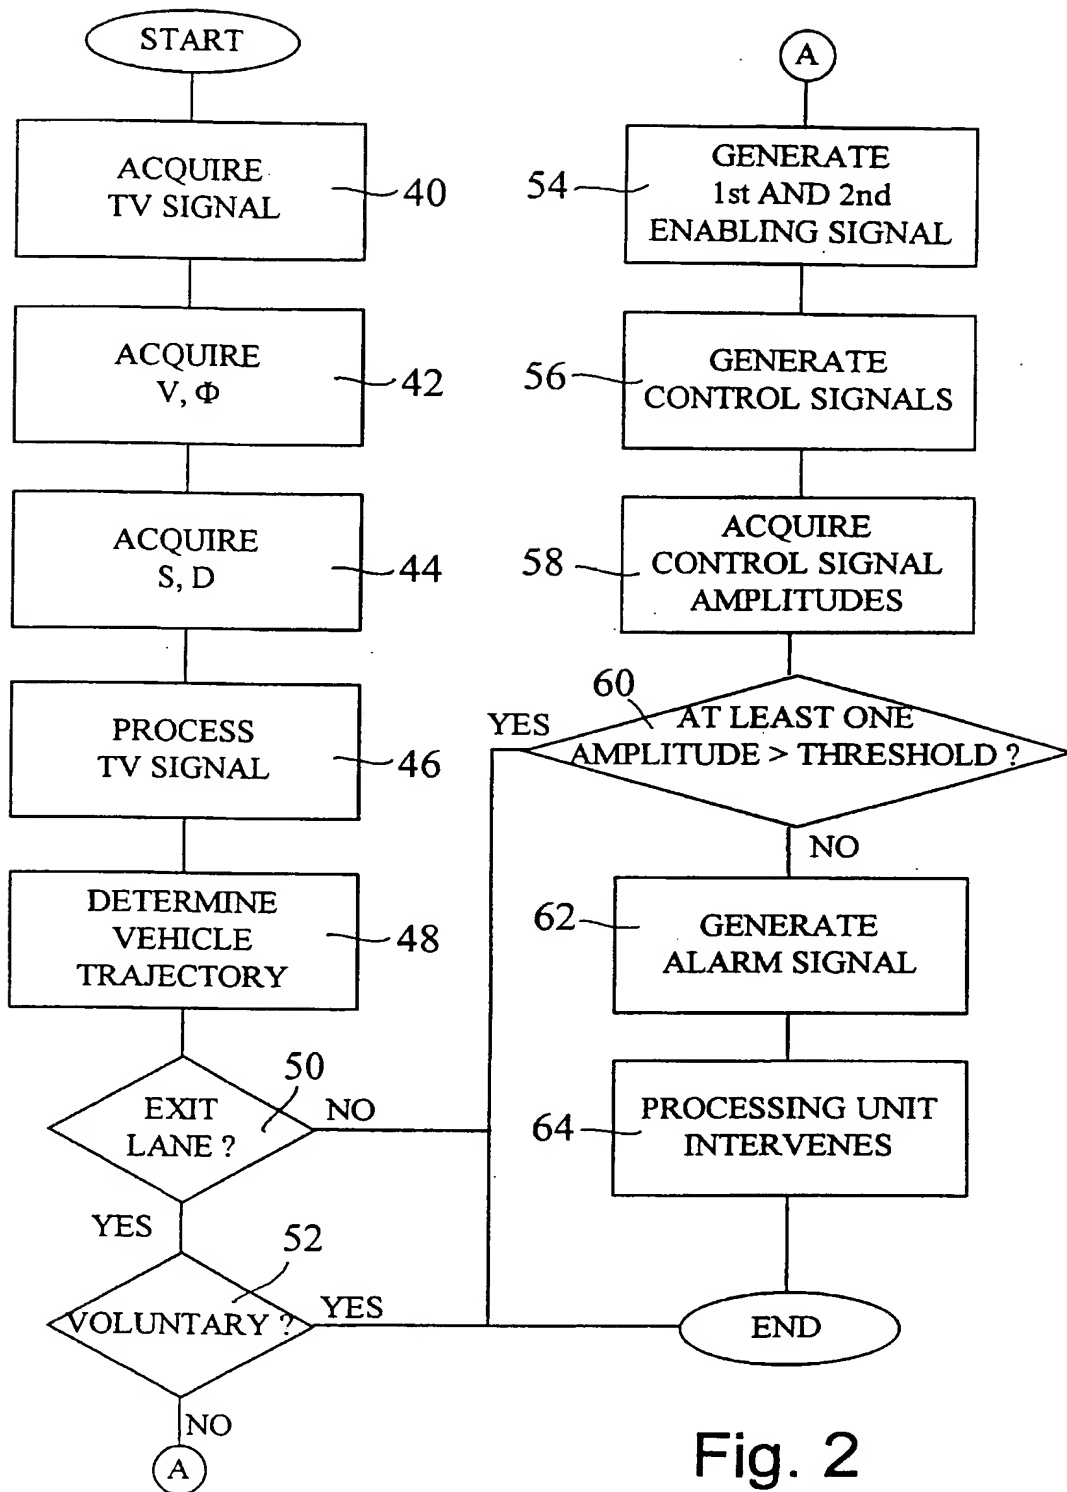 START
ACQUIRE
TV SIGNAL
40
ACQUIRE
V, Φ
42
ACQUIRE
S, D
44
PROCESS
TV SIGNAL
46
DETERMINE
VEHICLE
TRAJECTORY
48
50
EXIT
LANE ?
NO
YES
52
VOLUNTARY ?
YES
NO
A
A
54
GENERATE
1st AND 2nd
ENABLING SIGNAL
56
GENERATE
CONTROL SIGNALS
58
ACQUIRE
CONTROL SIGNAL
AMPLITUDES
60
YES
AT LEAST ONE
AMPLITUDE > THRESHOLD ?
NO
62
GENERATE
ALARM SIGNAL
64
PROCESSING UNIT
INTERVENES
END
Fig. 2